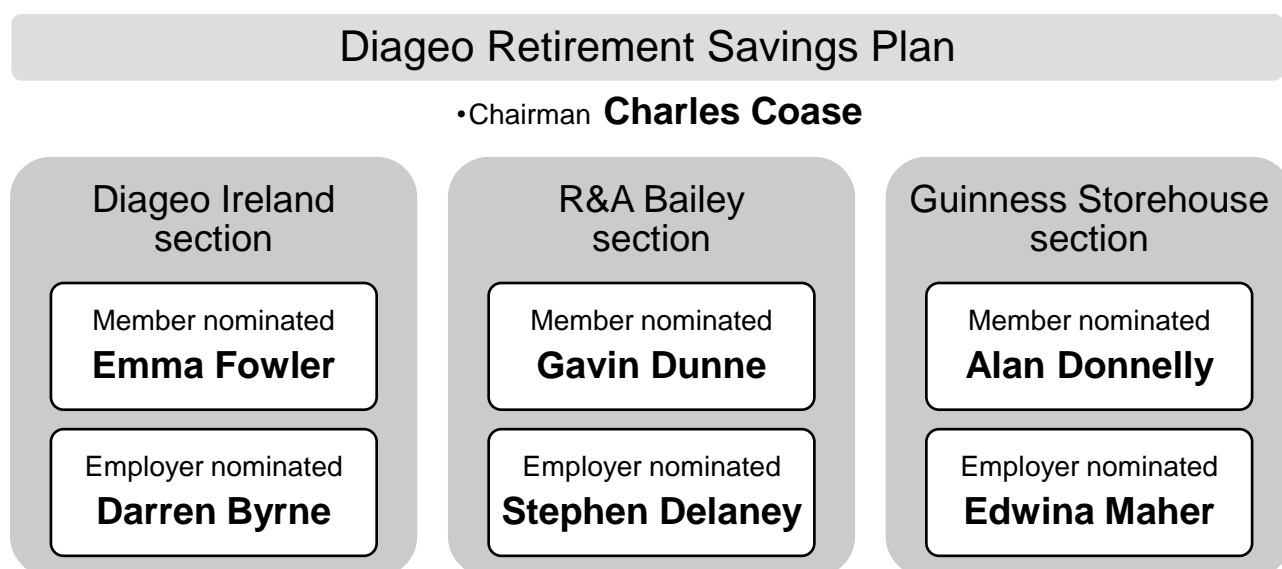 Diageo Retirement Savings Plan
•Chairman Charles Coase
Diageo Ireland
section
Member nominated
Emma Fowler
Employer nominated
Darren Byrne
R&A Bailey
section
Member nominated
Gavin Dunne
Employer nominated
Stephen Delaney
Guinness Storehouse
section
Member nominated
Alan Donnelly
Employer nominated
Edwina Maher